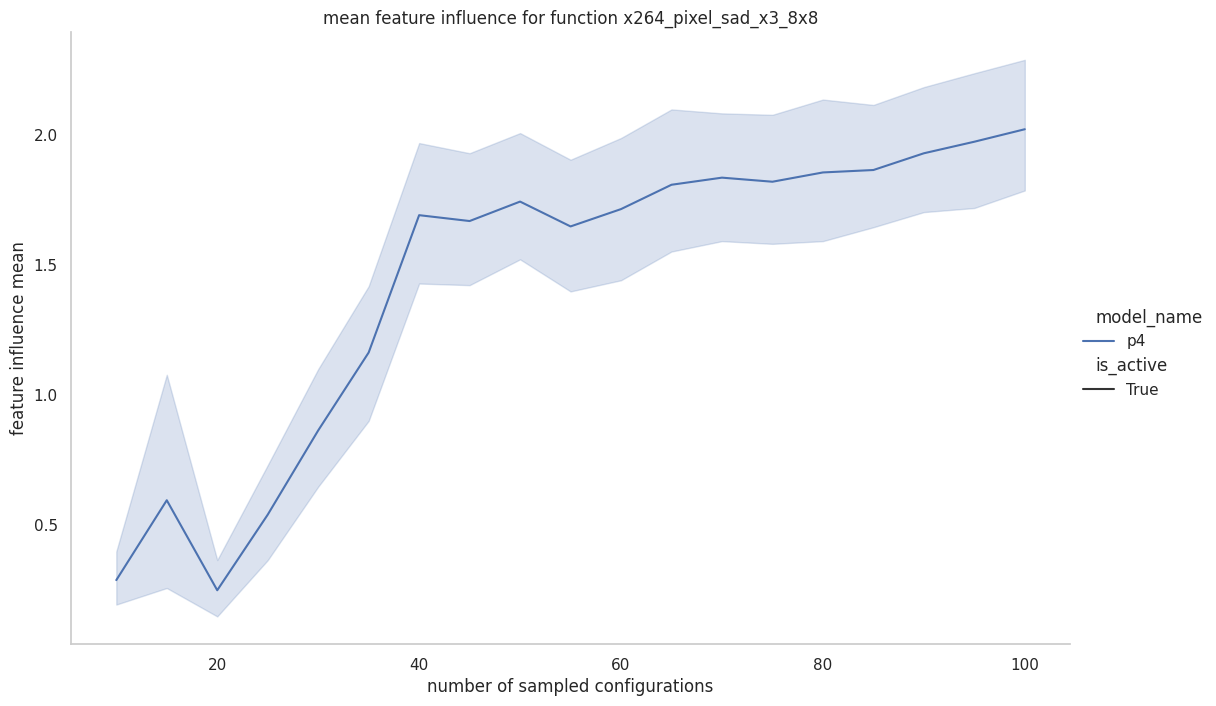 mean feature influence for function x264_pixel_sad_x3_8x8
feature influence mean
2.0
1.5
1.0
0.5
20
40
60
80
100
number of sampled configurations
model_name
p4
is_active
True